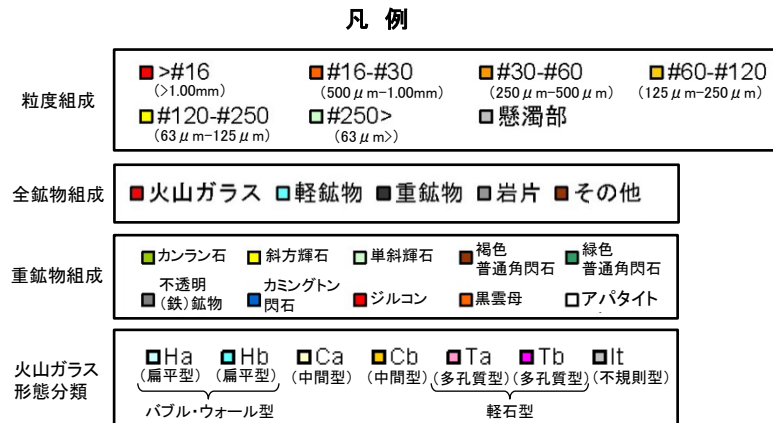 凡 例
粒度組成
>#16 #16-#30 #30-#60 #60-#120
(>1.00mm) (500μm-1.00mm) (250μm-500μm) (125μm-250μm)
#120-#250 #250> 懸濁部
(63μm-125μm) (63μm>)
全鉱物組成
火山ガラス 軽鉱物 重鉱物 岩片 その他
重鉱物組成
カンラン石 斜方輝石 単斜輝石 褐色普通角閃石 緑色普通角閃石
不透明(鉄)鉱物 カミングトン閃石 ジルコン 黒雲母 アパタイト
火山ガラス
形態分類
Ha Hb Ca Cb Ta Tb It
(扁平型) (扁平型) (中間型) (中間型) (多孔質型) (多孔質型) (不規則型)
バブル・ウォール型 軽石型